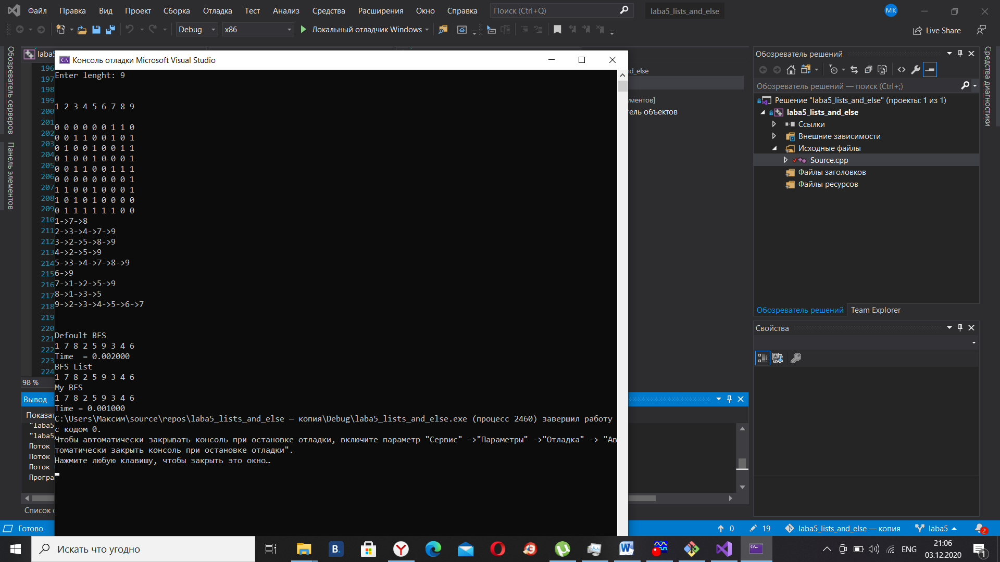 Файл Правка Вид Проект Сборка Отладка Тест Анализ Средства Расширения Окно Справка Поиск (Ctrl+Q) laba5_lists_and_else МК
Debug x86 Локальный отладчик Windows Live Share
Обозреватель серверов
Панель элементов
laba5
Консоль отладки Microsoft Visual Studio
196
197
198
199
200
201
202
203
204
205
206
207
208
209
210
211
212
213
214
215
216
217
218
219
220
221
222
223
224
98 %
Enter lenght: 9
1 2 3 4 5 6 7 8 9
0 0 0 0 0 0 1 1 0
0 0 1 1 0 0 1 0 1
0 1 0 0 1 0 0 1 1
0 1 0 0 1 0 0 0 1
0 0 1 1 0 0 1 1 1
0 0 0 0 0 0 0 0 1
1 1 0 0 1 0 0 0 1
1 0 1 0 1 0 0 0 0
0 1 1 1 1 1 1 0 0
1->7->8
2->3->4->7->9
3->2->5->8->9
4->2->5->9
5->3->4->7->8->9
6->9
7->1->2->5->9
8->1->3->5
9->2->3->4->5->6->7
Defoult BFS
1 7 8 2 5 9 3 4 6
Time  = 0.002000
BFS List
1 7 8 2 5 9 3 4 6
My BFS
1 7 8 2 5 9 3 4 6
Time = 0.001000
C:\Users\Максим\source\repos\laba5_lists_and_else — копия\Debug\laba5_lists_and_else.exe (процесс 2460) завершил работу
с кодом 0.
Чтобы автоматически закрывать консоль при остановке отладки, включите параметр "Сервис" ->"Параметры" ->"Отладка" -> "Ав
томатически закрыть консоль при остановке отладки".
Нажмите любую клавишу, чтобы закрыть это окно…
nd_else
ументов]
тель объектов
Вывод
Показат
"laba5
"laba5
Поток
Поток
Поток
Програ
Список
Обозреватель решений
Обозреватель решений — поиск (Ctrl+;)
Решение "laba5_lists_and_else" (проекты: 1 из 1)
laba5_lists_and_else
Ссылки
Внешние зависимости
Исходные файлы
Source.cpp
Файлы заголовков
Файлы ресурсов
Обозреватель решений Team Explorer
Свойства
Средства диагностики
Готово 0 19 laba5_lists_and_else — копия laba5 2
Искать что угодно
B.
ENG
21:06
03.12.2020
1